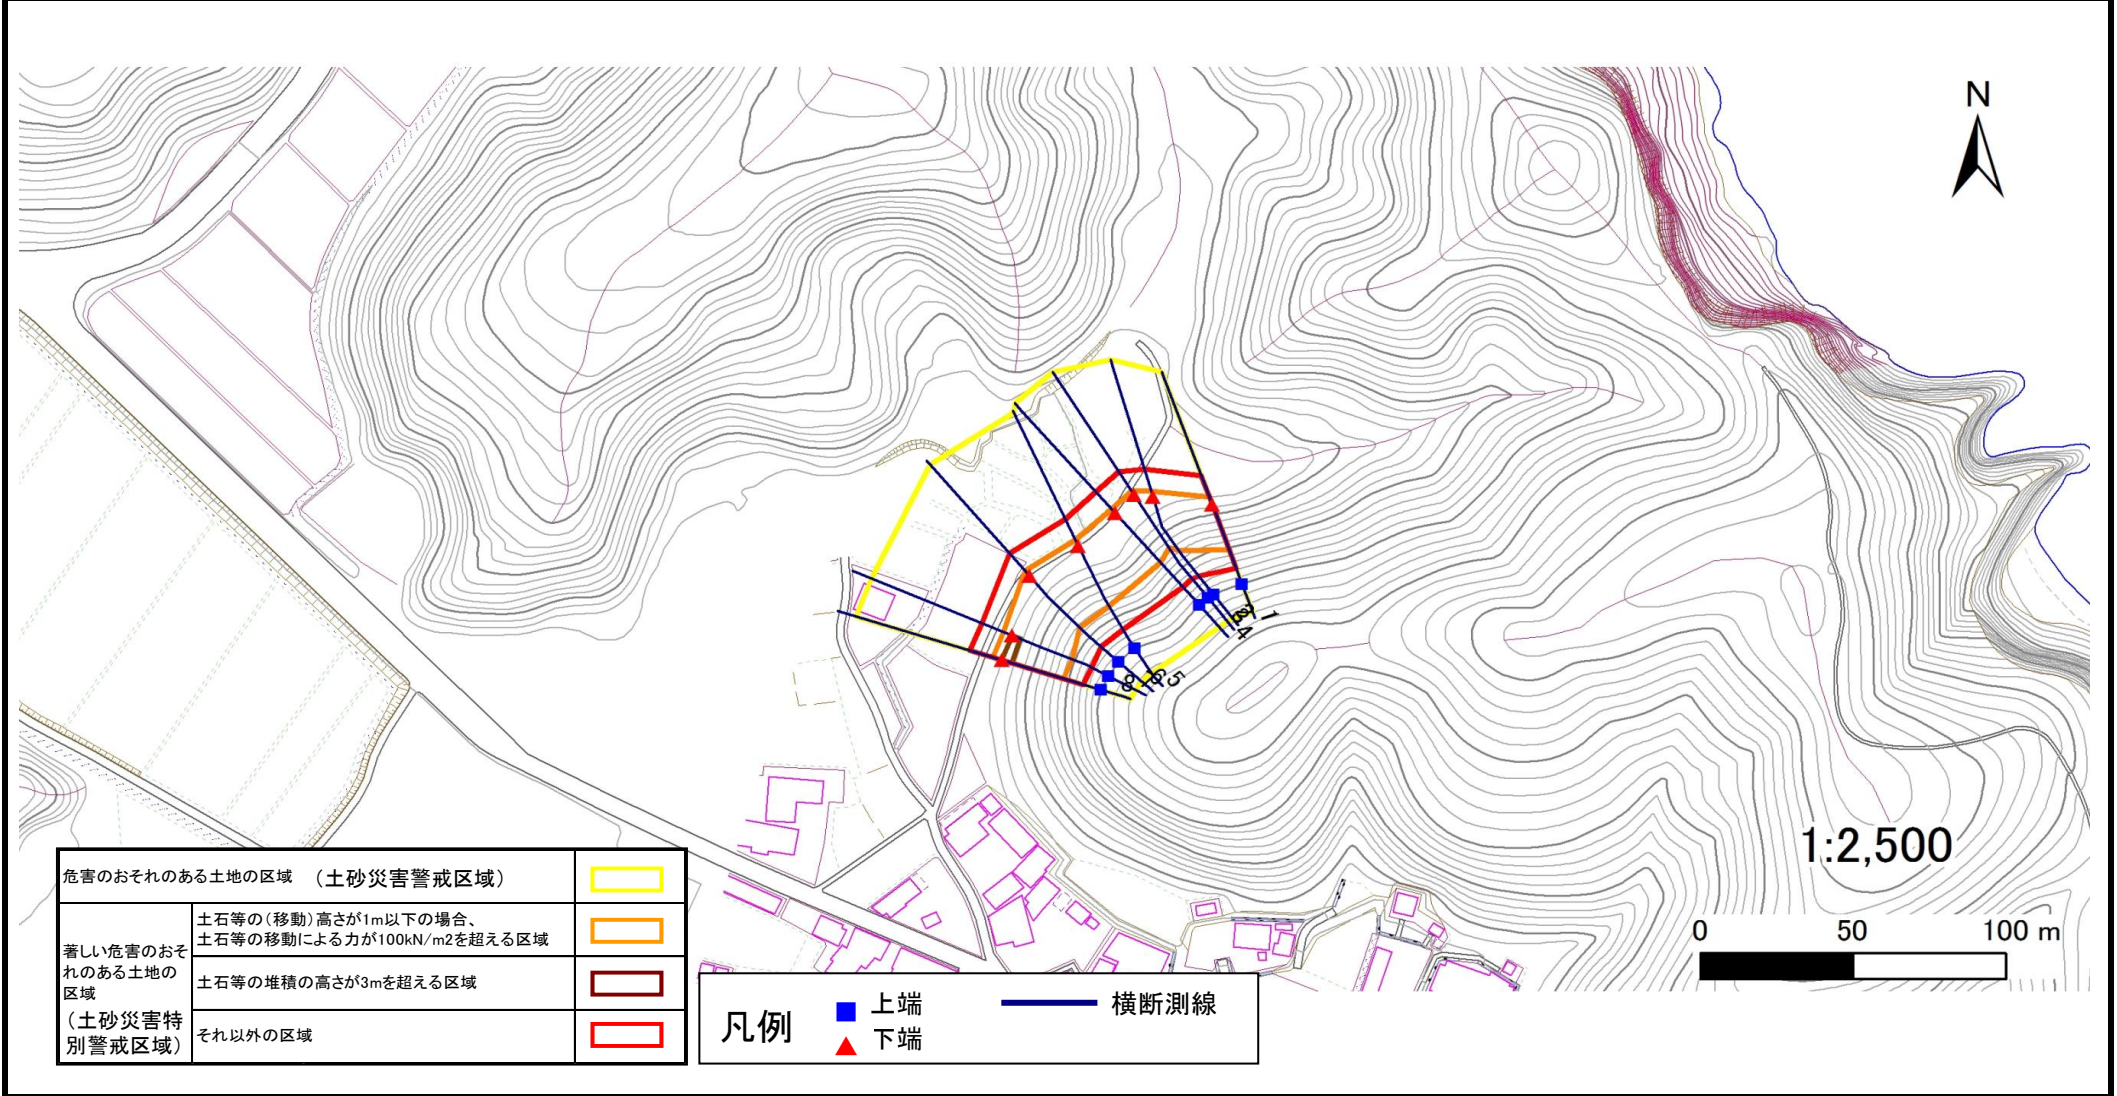 N
1
4
5
8
1:2,500
0 50 100 m
危害のおそれのある土地の区域 （土砂災害警戒区域）
著しい危害のおそ
れのある土地の
区域
（土砂災害特
別警戒区域）
土石等の（移動）高さが1m以下の場合、
土石等の移動による力が100kN/m2を超える区域
土石等の堆積の高さが3mを超える区域
それ以外の区域
凡例
上端
下端
横断測線